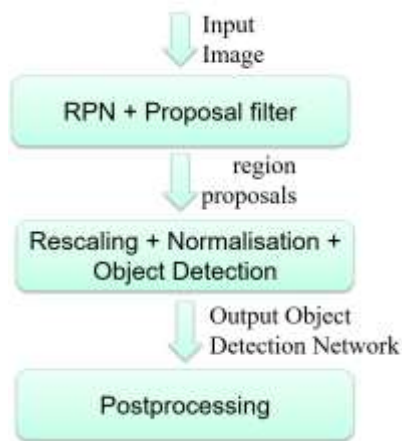 Input
Image
RPN + Proposal filter
region
proposals
Rescaling + Normalisation +
Object Detection
Output Object
Detection Network
Postprocessing